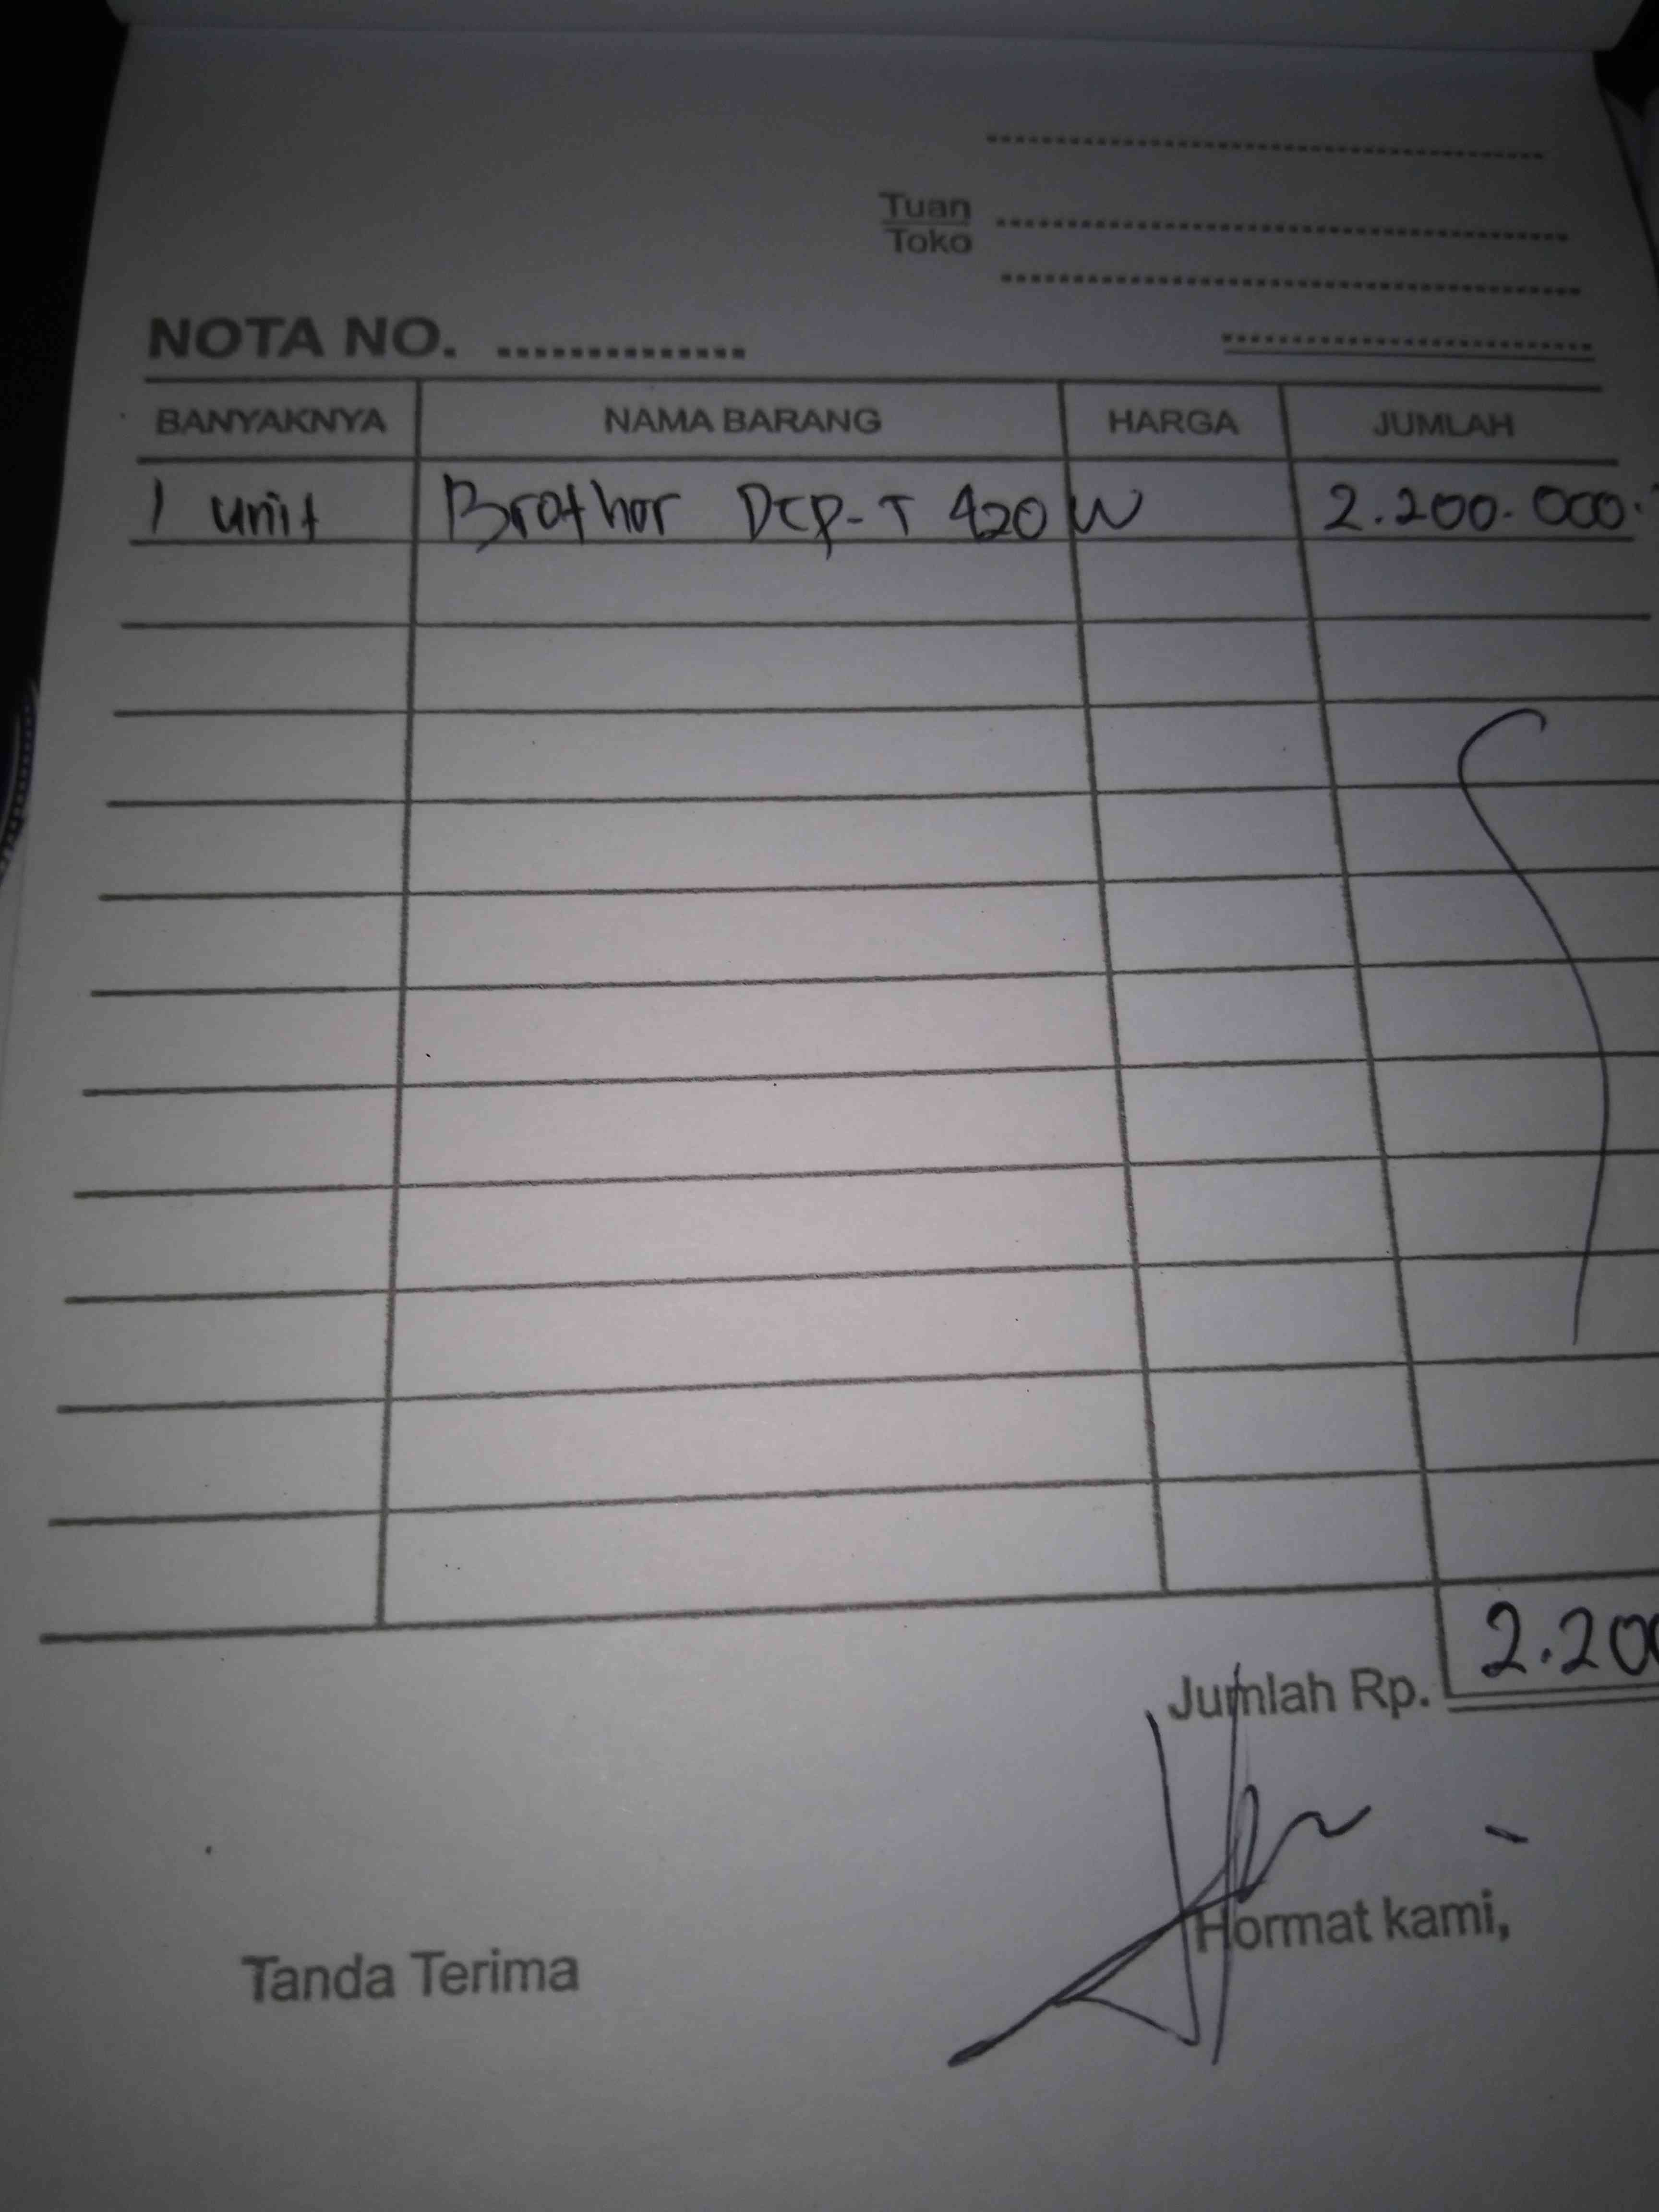 Tuan
Toko
NOTA NO.
BANYAKNYA NAMA BARANG HARGA JUMLAH
1 unit Brother DCP-T 420 W 2.200.000.
Jumlah Rp. 2.200
Hormat kami,
Tanda Terima